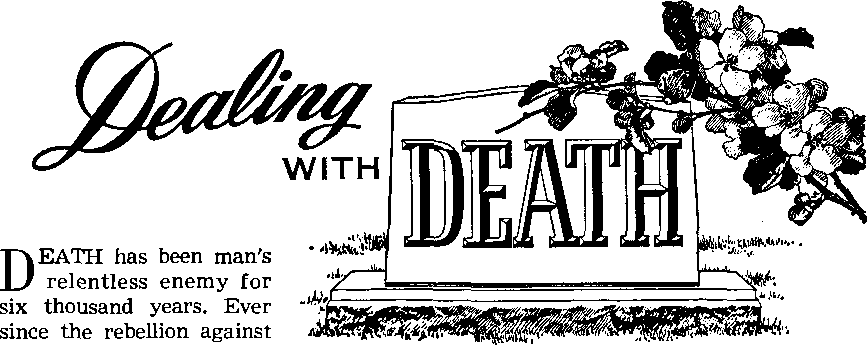 Dealing
WITH
DEATH
DEATH has been man's
relentless enemy for
six thousand years. Ever
since the rebellion against